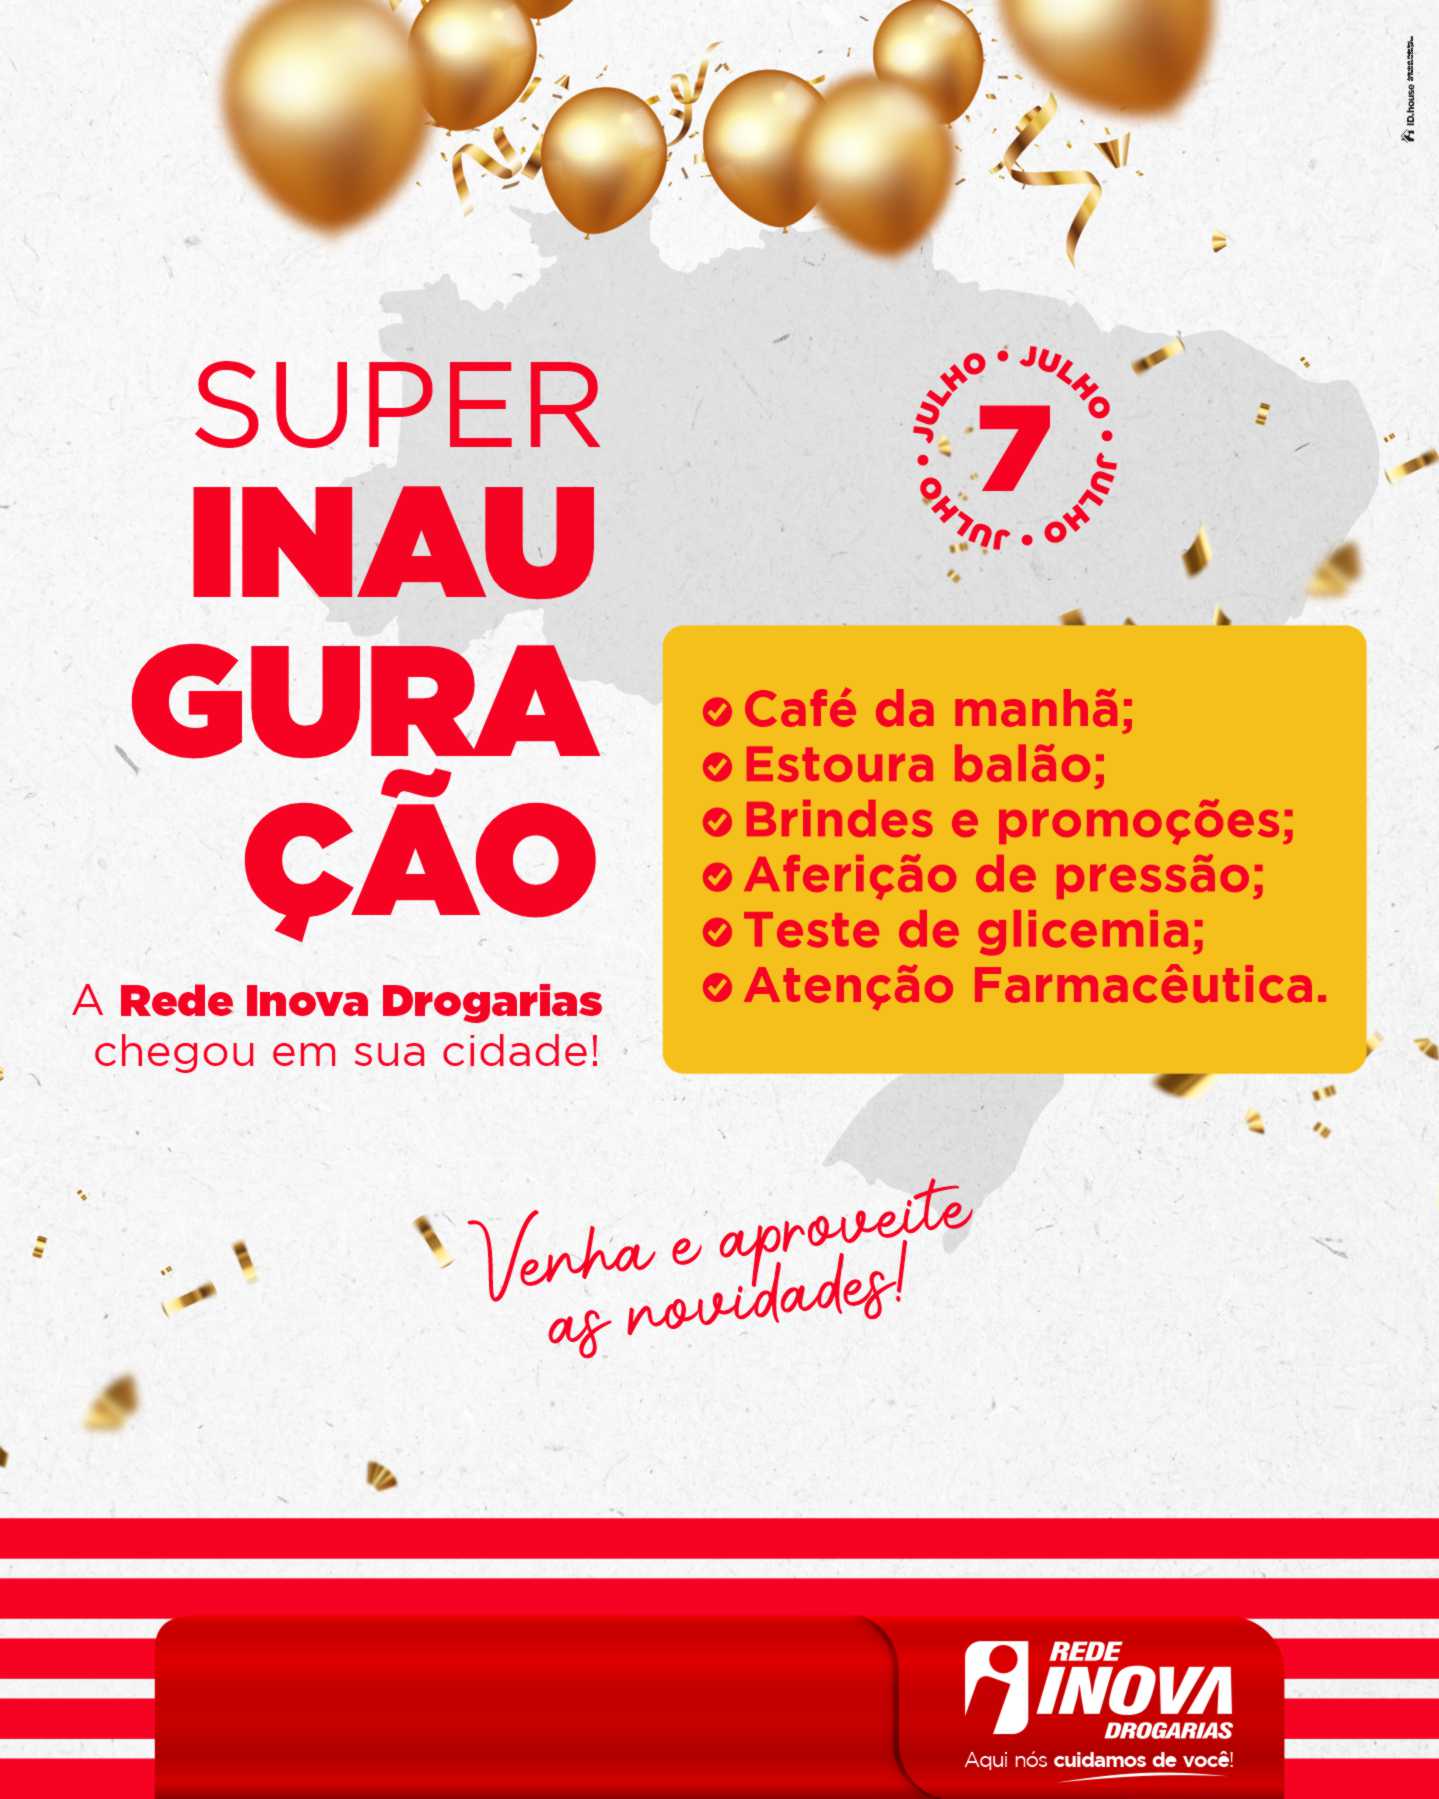 ID.house
SUPER
INAU
GURA
ÇÃO
A Rede Inova Drogarias
chegou em sua cidade!
JULHO • JULHO • JULHO • JULHO •
7
Café da manhã;
Estoura balão;
Brindes e promoções;
Aferição de pressão;
Teste de glicemia;
Atenção Farmacêutica.
Venha e aproveite
as novidades!
REDE
INOVA
DROGARIAS
Aqui nós cuidamos de você!